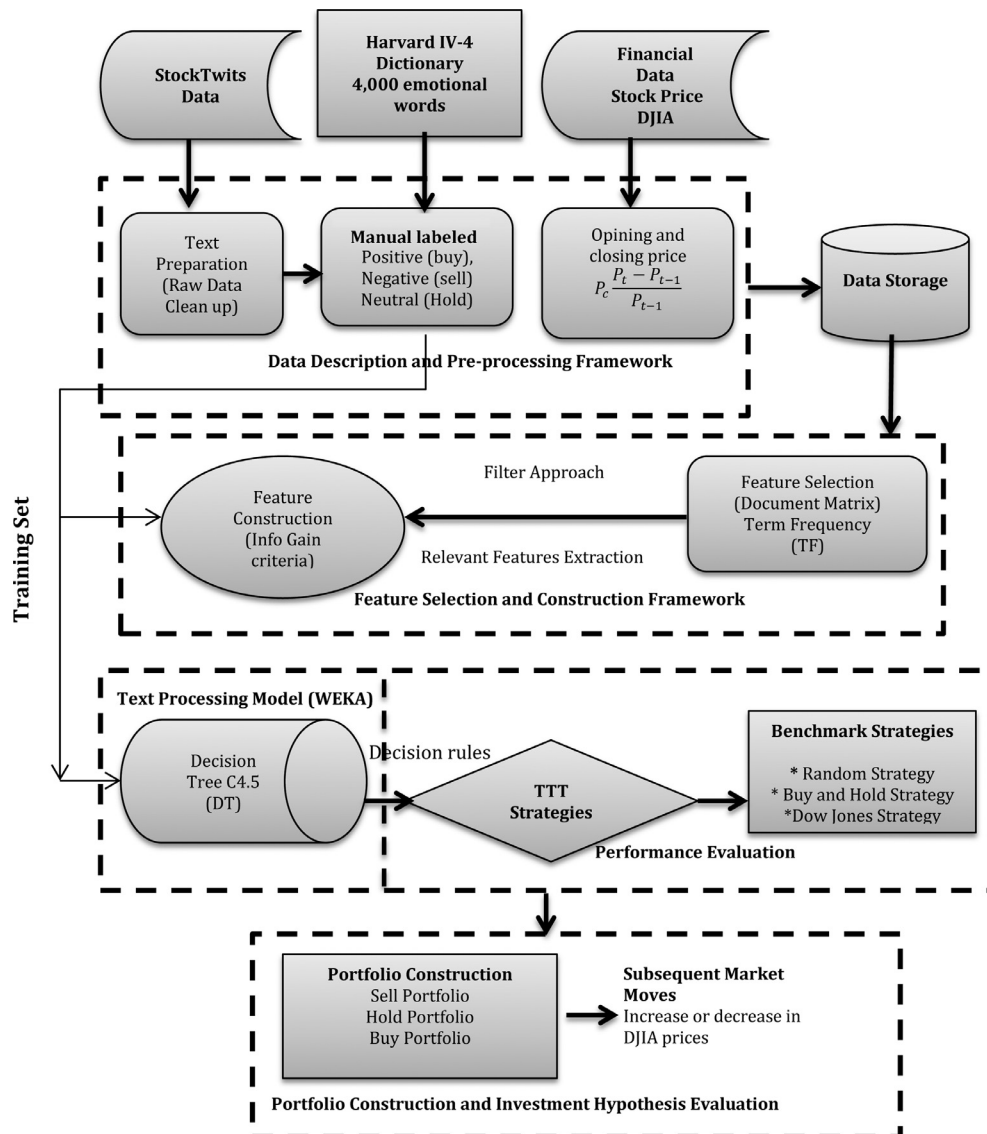 StockTwits
Data
Harvard IV-4
Dictionary
4,000 emotional
words
Financial
Data
Stock Price
DJIA
Text
Preparation
(Raw Data
Clean up)
Manual labeled
Positive (buy),
Negative (sell)
Neutral (Hold)
Opining and
closing price
P_c \frac{P_t − P_{t−1}}{P_{t−1}}
Data Storage
Data Description and Pre-processing Framework
Training Set
Feature
Construction
(Info Gain
criteria)
Filter Approach
Relevant Features Extraction
Feature Selection
(Document Matrix)
Term Frequency
(TF)
Feature Selection and Construction Framework
Text Processing Model (WEKA)
Decision
Tree C4.5
(DT)
Decision rules
TTT
Strategies
Benchmark Strategies
* Random Strategy
* Buy and Hold Strategy
*Dow Jones Strategy
Performance Evaluation
Portfolio Construction
Sell Portfolio
Hold Portfolio
Buy Portfolio
Subsequent Market
Moves
Increase or decrease in
DJIA prices
Portfolio Construction and Investment Hypothesis Evaluation